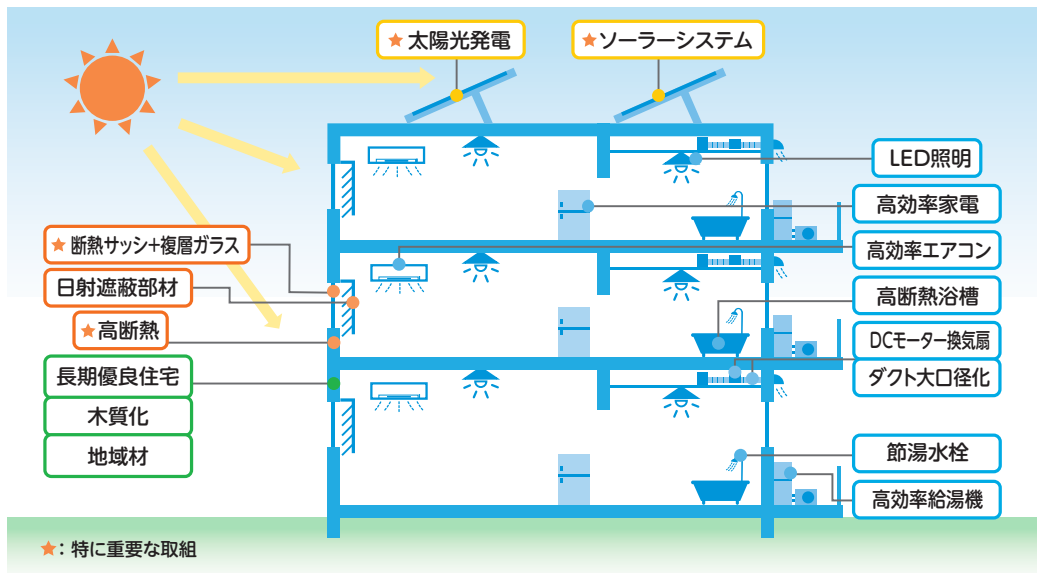 ★太陽光発電
★ソーラーシステム
LED照明
高効率家電
★断熱サッシ+複層ガラス
高効率エアコン
日射遮蔽部材
高断熱浴槽
★高断熱
DCモーター換気扇
長期優良住宅
ダクト大口径化
木質化
地域材
節湯水栓
高効率給湯機
★：特に重要な取組